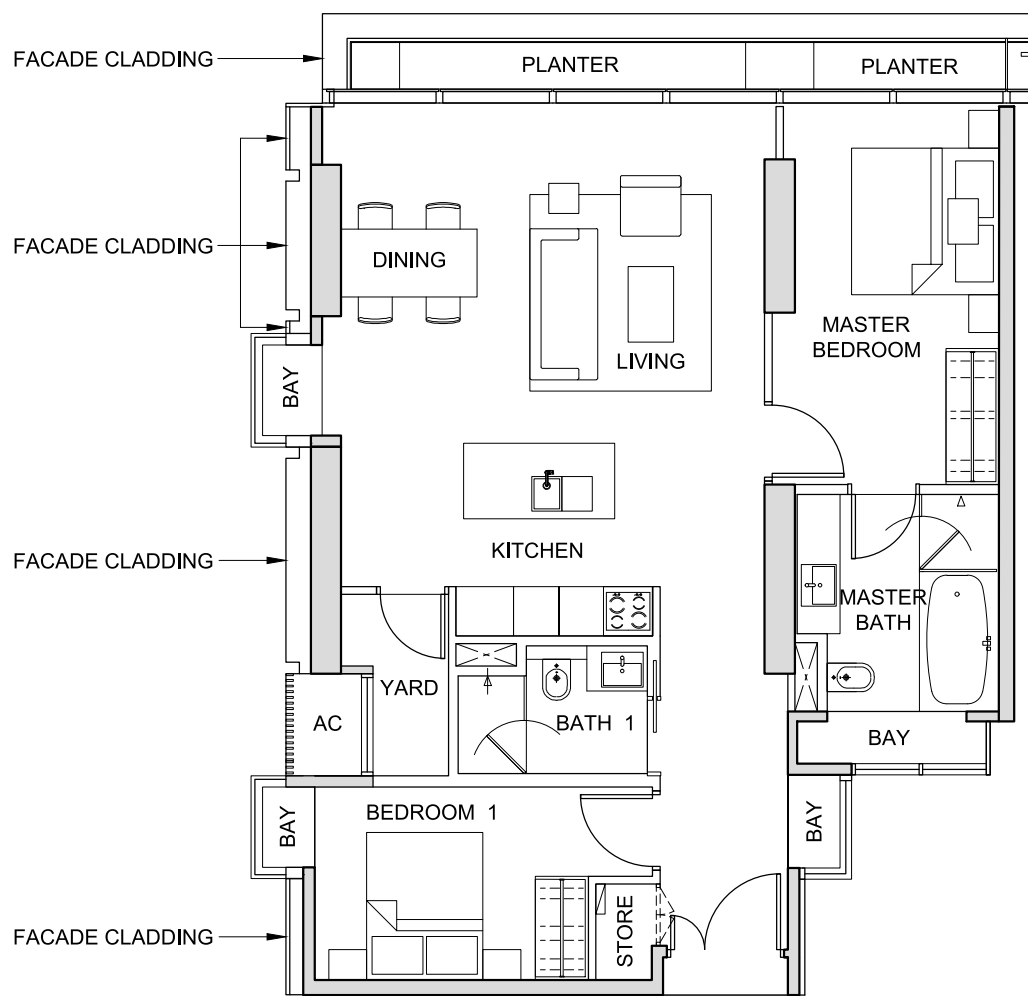 FACADE CLADDING
PLANTER
PLANTER
FACADE CLADDING
DINING
MASTER
BEDROOM
LIVING
BAY
KITCHEN
FACADE CLADDING
MASTER
BATH
YARD
AC
BATH 1
BAY
BEDROOM 1
BAY
BAY
STORE
FACADE CLADDING